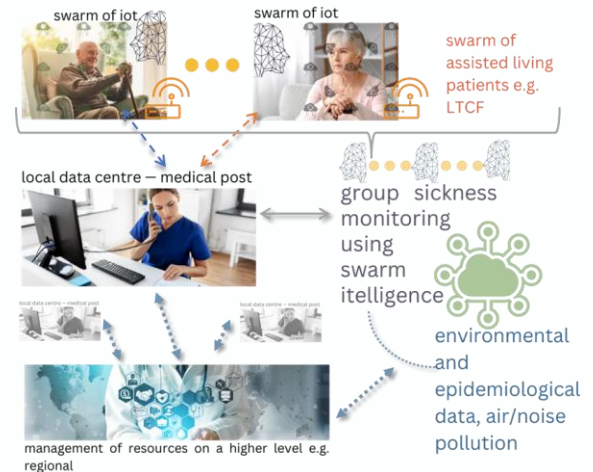 swarm of iot
swarm of iot
swarm of
assisted living
patients e.g.
LTCF
local data centre – medical post
group sickness
monitoring
using
swarm
itelligence
local data centre – medical post
local data centre – medical post
environmental
and
epidemiological
data, air/noise
pollution
management of resources on a higher level e.g.
regional